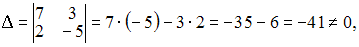 Δ = |7 3; 2 −5| = 7·(−5)−3·2 = −35−6 = −41 ≠ 0,